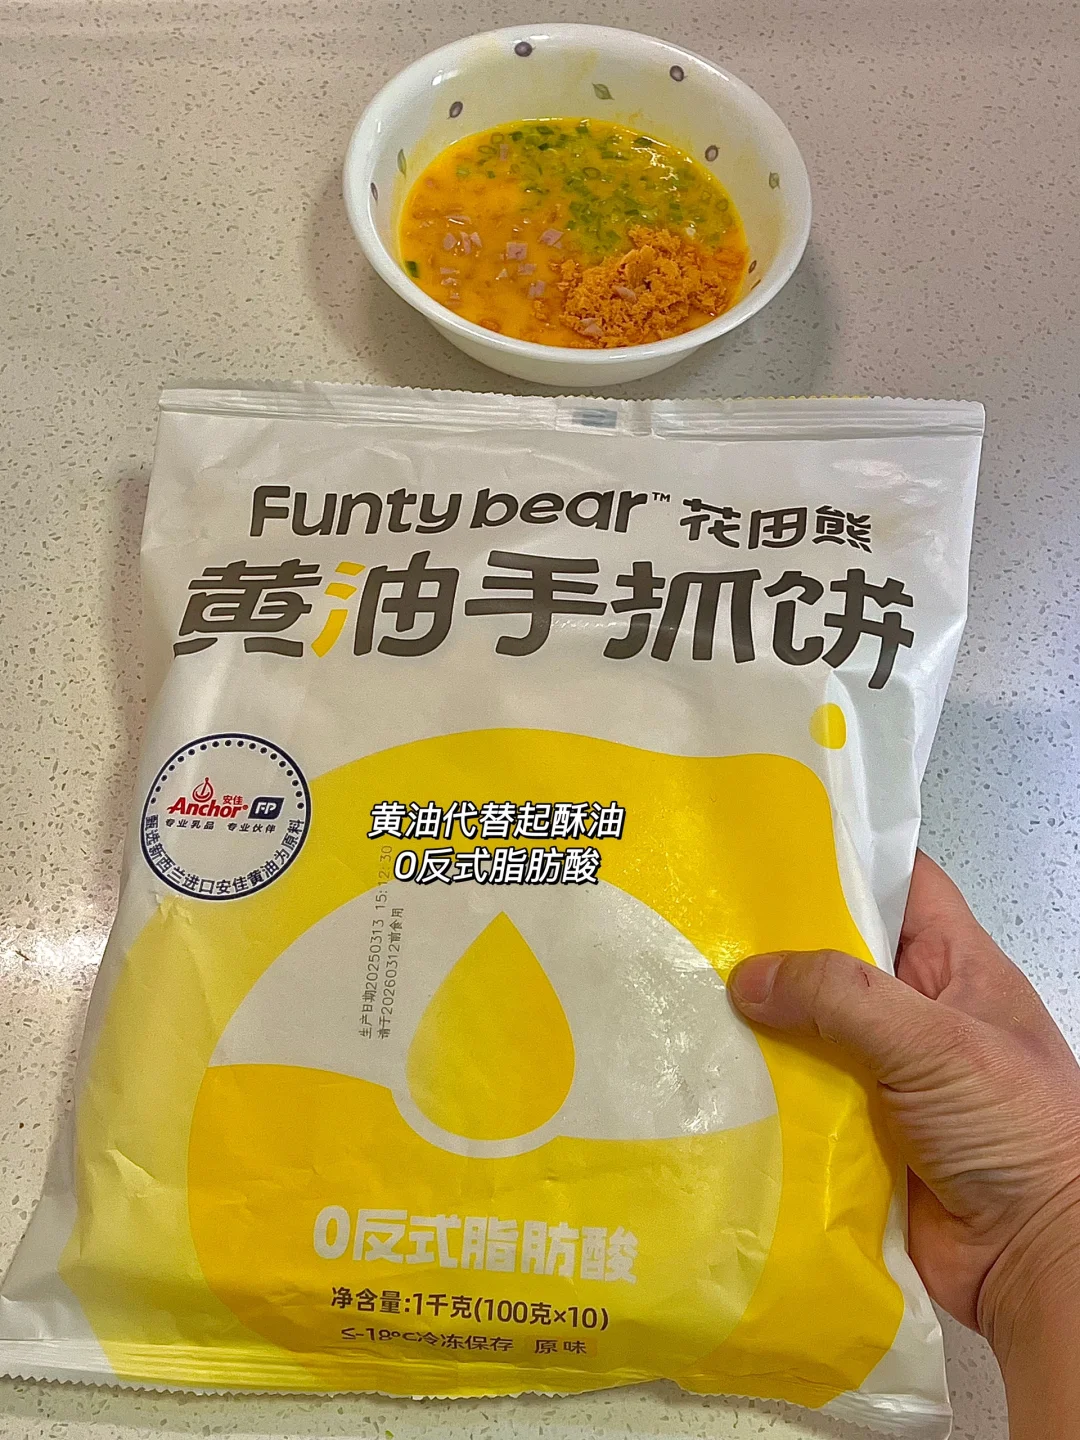 Funty bear™ 花田熊
黄油手抓饼
安佳
Anchor® FP
专业乳品 专业伙伴
甄选新西兰进口安佳黄油为原料
黄油代替起酥油
0反式脂肪酸
生产日期20250313 15:12:30
请于20260312前食用
0反式脂肪酸
净含量:1千克(100克×10)
≤-18℃冷冻保存 原味